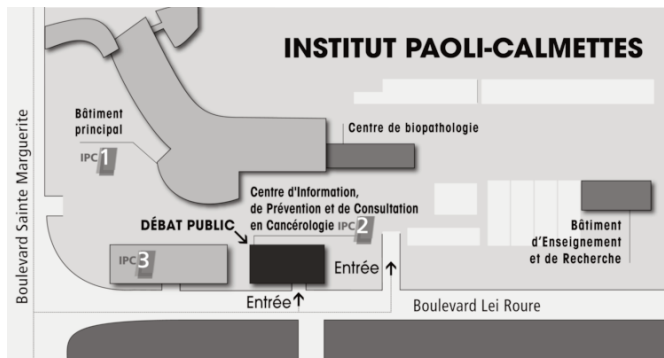 INSTITUT PAOLI-CALMETTES
Boulevard Sainte Marguerite
Bâtiment
principal
IPC 1
Centre de biopathologie
Centre d'Information,
de Prévention et de Consultation
en Cancérologie IPC 2
DÉBAT PUBLIC
IPC 3
Bâtiment
d'Enseignement
et de Recherche
Entrée
Entrée
Boulevard Lei Roure